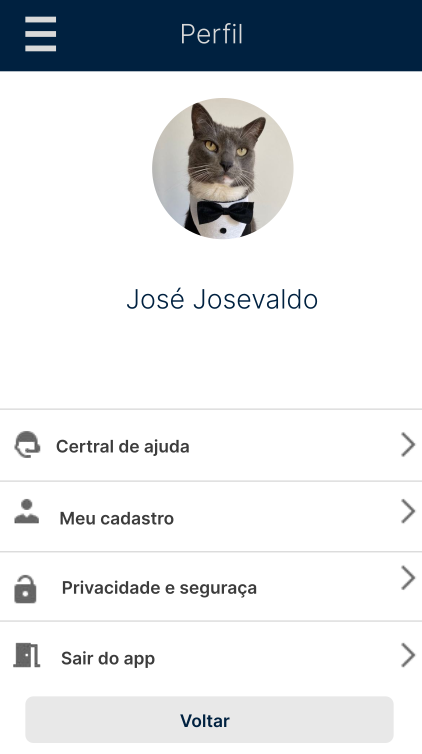 Perfil
José Josevaldo
Certral de ajuda
Meu cadastro
Privacidade e seguraça
Sair do app
Voltar